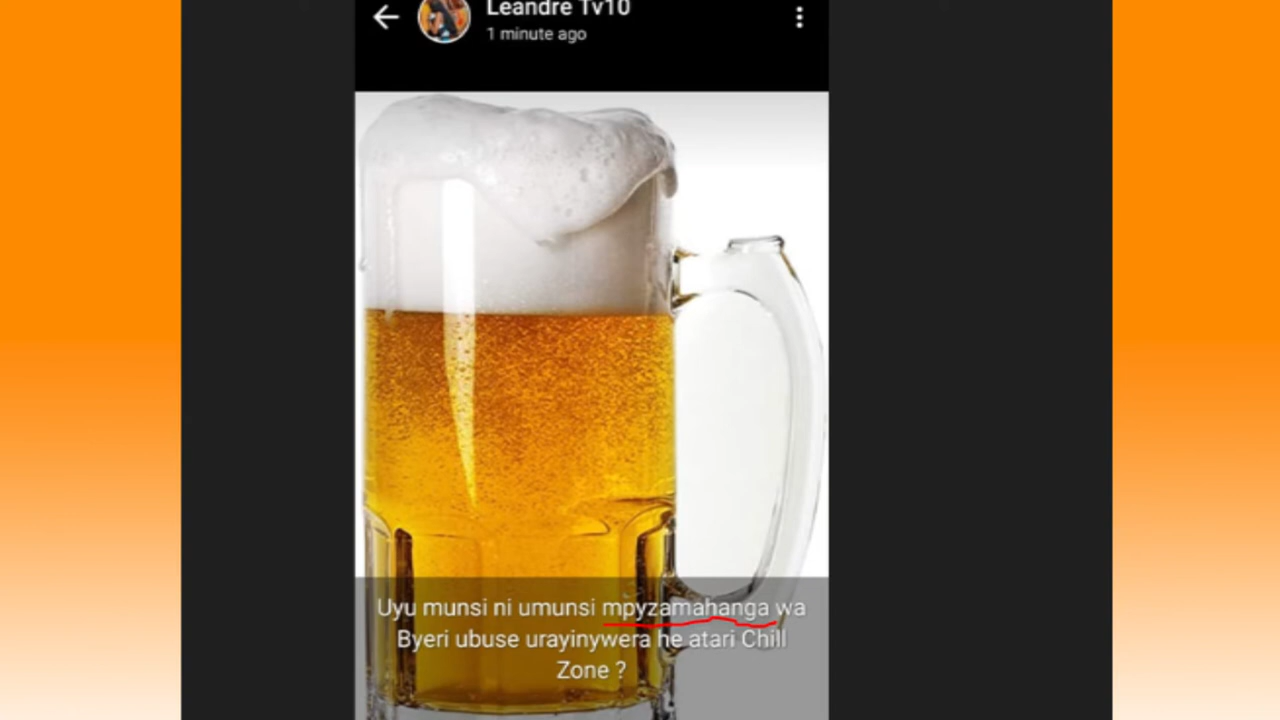 Leandre Tv10
1 minute ago
Uyu munsi ni umunsi mpyzamahanga wa
Byeri ubuse urayinywera he atari Chill
Zone ?